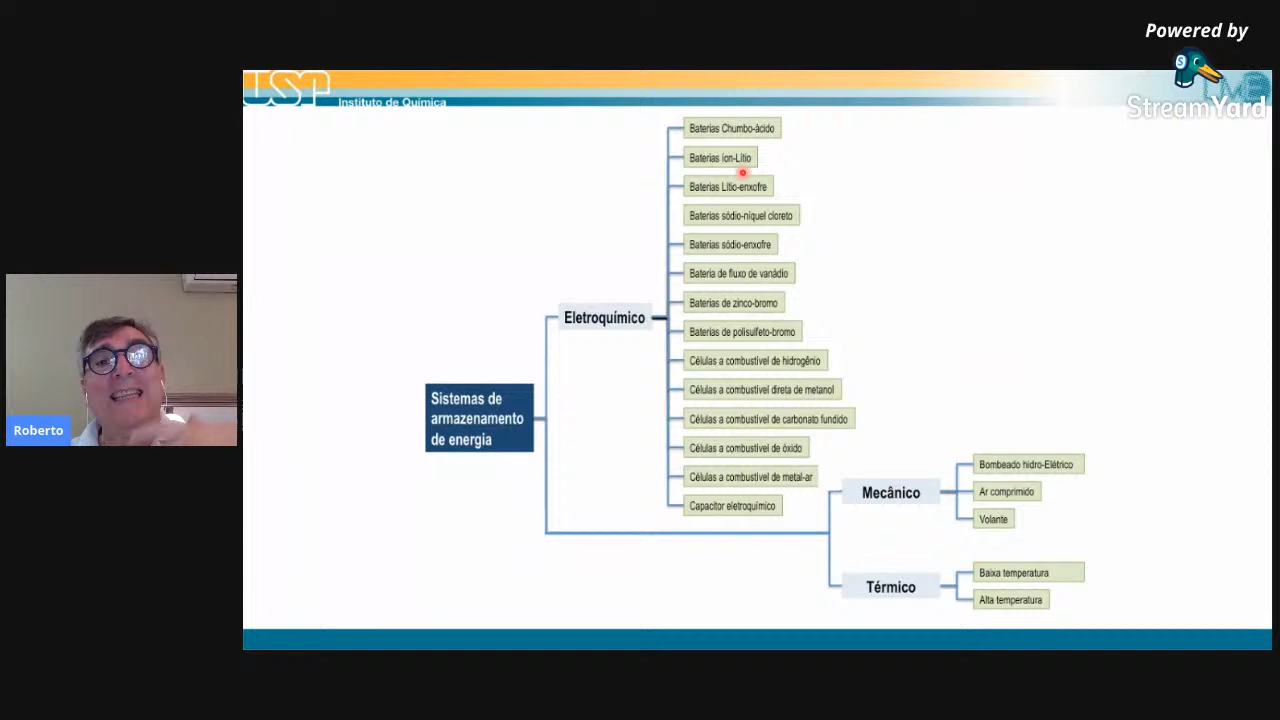 Powered by
StreamYard
USP
Instituto de Química
Baterias Chumbo-ácido
Baterias íon-Lítio
Baterias Lítio-enxofre
Baterias sódio-níquel cloreto
Baterias sódio-enxofre
Bateria de fluxo de vanádio
Baterias de zinco-bromo
Baterias de polisulfeto-bromo
Células a combustível de hidrogênio
Células a combustível direta de metanol
Células a combustível de carbonato fundido
Células a combustível de óxido
Células a combustível de metal-ar
Capacitor eletroquímico
Eletroquímico
Sistemas de
armazenamento
de energia
Mecânico
Bombeado hidro-Elétrico
Ar comprimido
Volante
Térmico
Baixa temperatura
Alta temperatura
Roberto